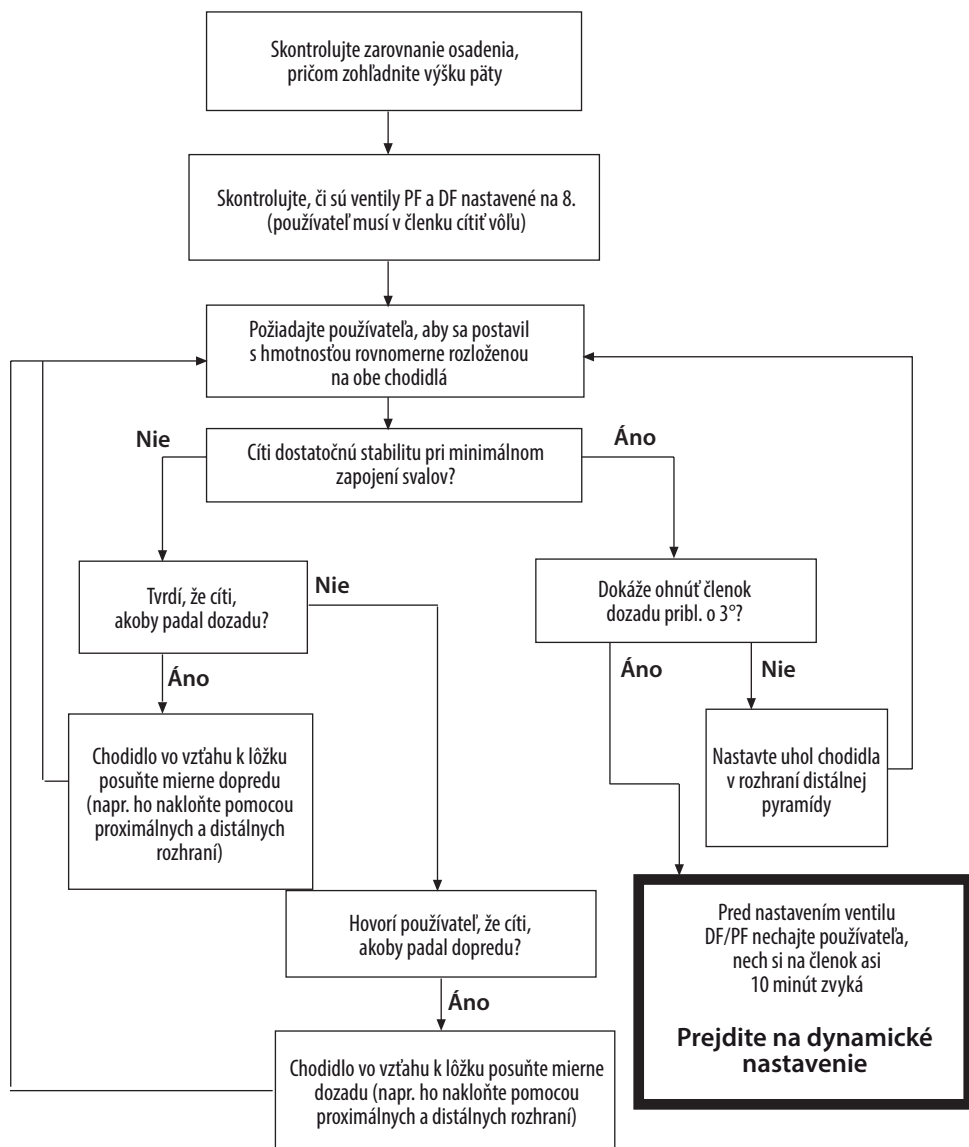 Skontrolujte zarovnanie osadenia,
pričom zohľadnite výšku päty
Skontrolujte, či sú ventily PF a DF nastavené na 8.
(používateľ musí v členku cítiť vôľu)
Požiadajte používateľa, aby sa postavil
s hmotnosťou rovnomerne rozloženou
na obe chodidlá
Nie
Áno
Cíti dostatočnú stabilitu pri minimálnom
zapojení svalov?
Tvrdí, že cíti,
akoby padal dozadu?
Nie
Dokáže ohnúť členok
dozadu pribl. o 3°?
Áno
Áno
Nie
Chodidlo vo vzťahu k lôžku
posuňte mierne dopredu
(napr. ho nakloňte pomocou
proximálnych a distálnych
rozhraní)
Nastavte uhol chodidla
v rozhraní distálnej
pyramídy
Hovorí používateľ, že cíti,
akoby padal dopredu?
Áno
Pred nastavením ventilu
DF/PF nechajte používateľa,
nech si na členok asi
10 minút zvyká
Prejdite na dynamické
nastavenie
Chodidlo vo vzťahu k lôžku posuňte mierne
dozadu (napr. ho nakloňte pomocou
proximálnych a distálnych rozhraní)